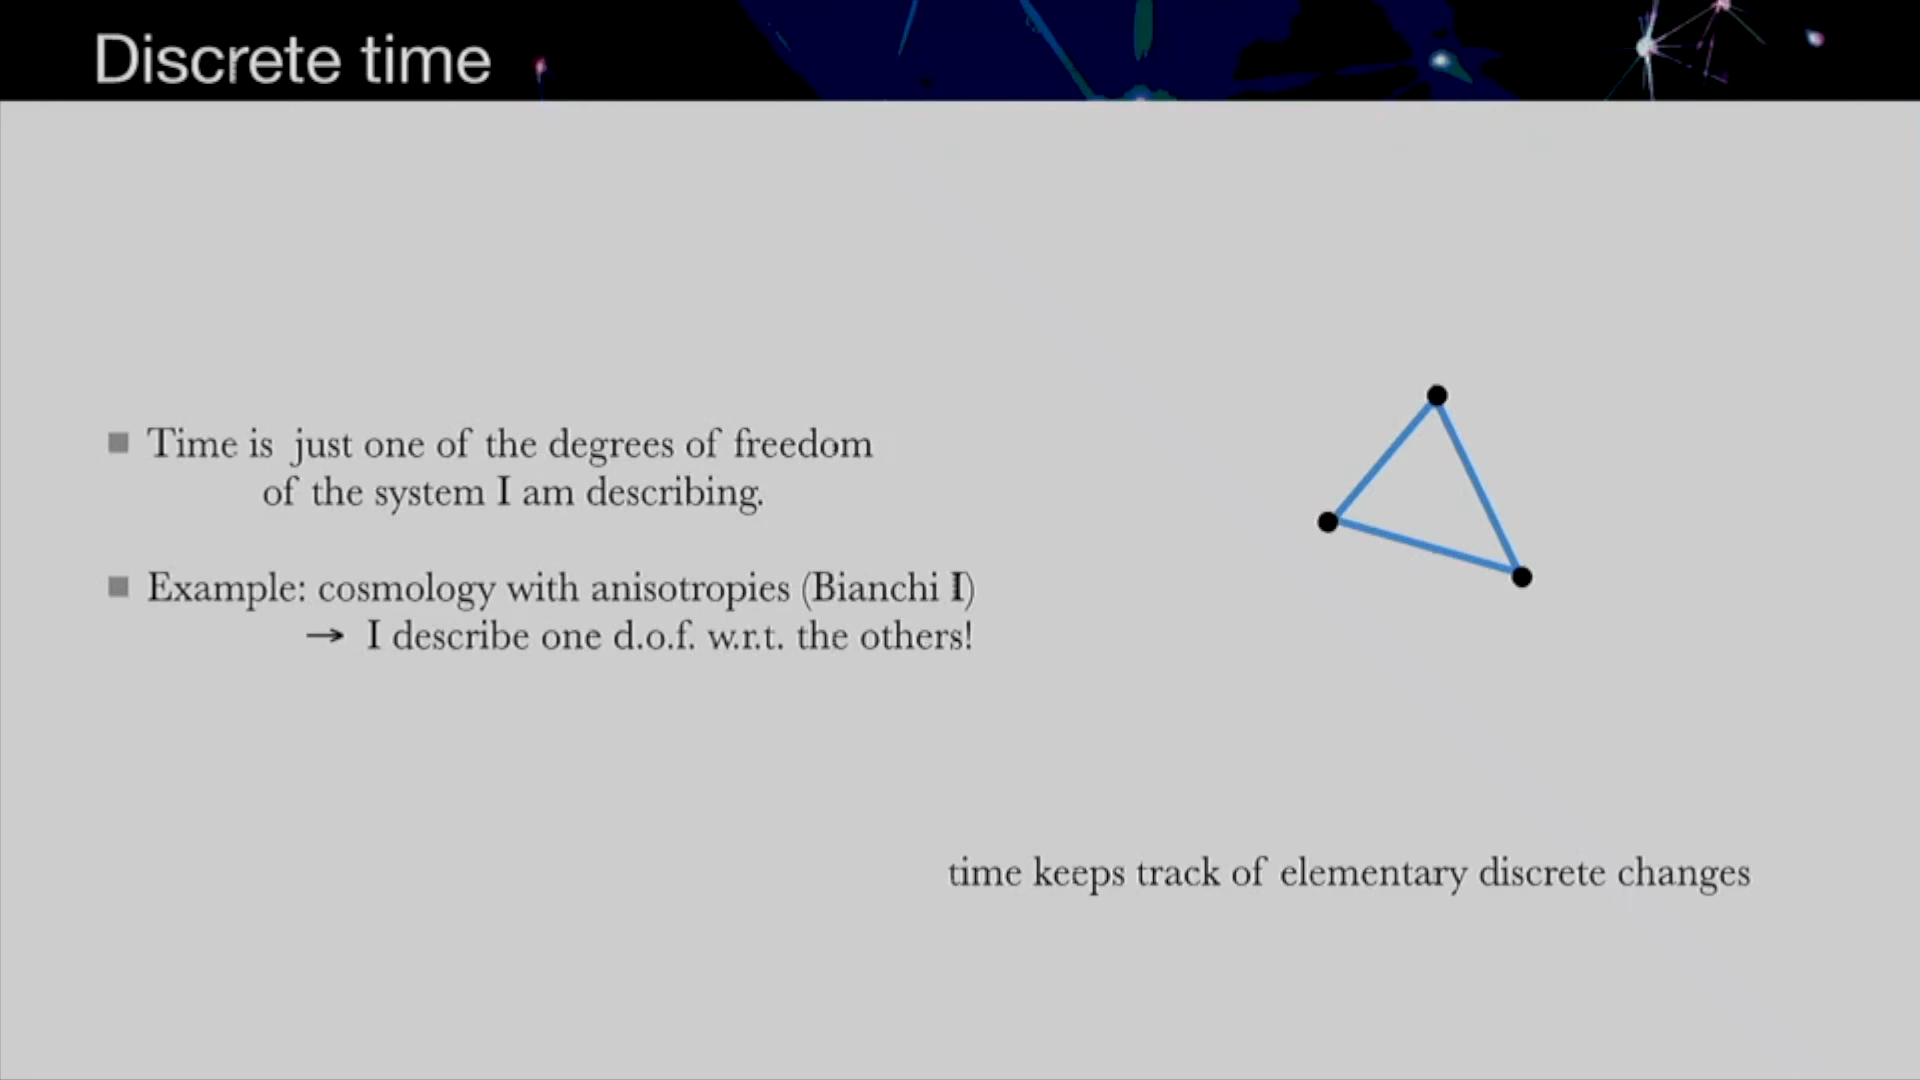 Discrete time
Time is just one of the degrees of freedom
of the system I am describing.
Example: cosmology with anisotropies (Bianchi I)
→ I describe one d.o.f. w.r.t. the others!
time keeps track of elementary discrete changes